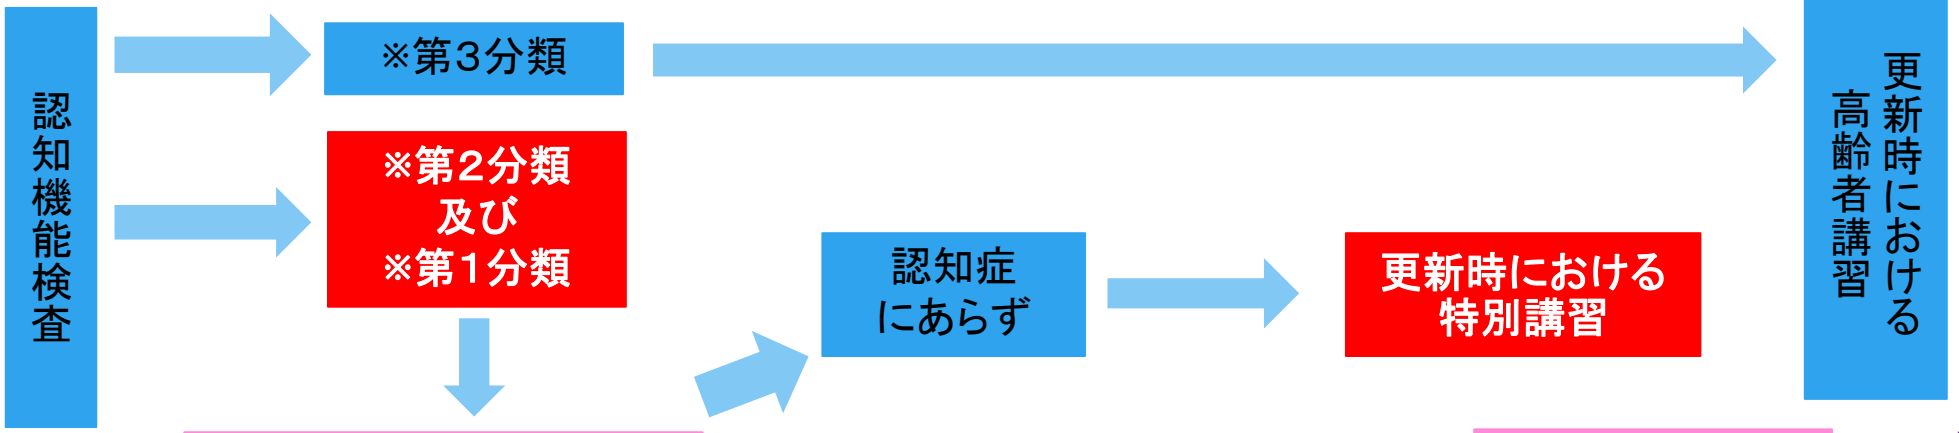 認知機能検査
※第３分類
※第２分類
及び
※第１分類
認知症
にあらず
更新時における
特別講習
更新時における
高齢者講習